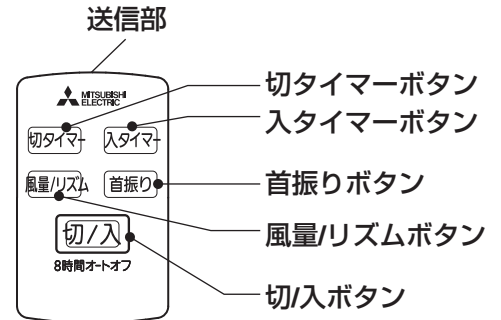 送信部
MITSUBISHI
ELECTRIC
切タイマー
入タイマー
風量/リズム
首振り
切/入
8時間オートオフ
切タイマーボタン
入タイマーボタン
首振りボタン
風量/リズムボタン
切/入ボタン